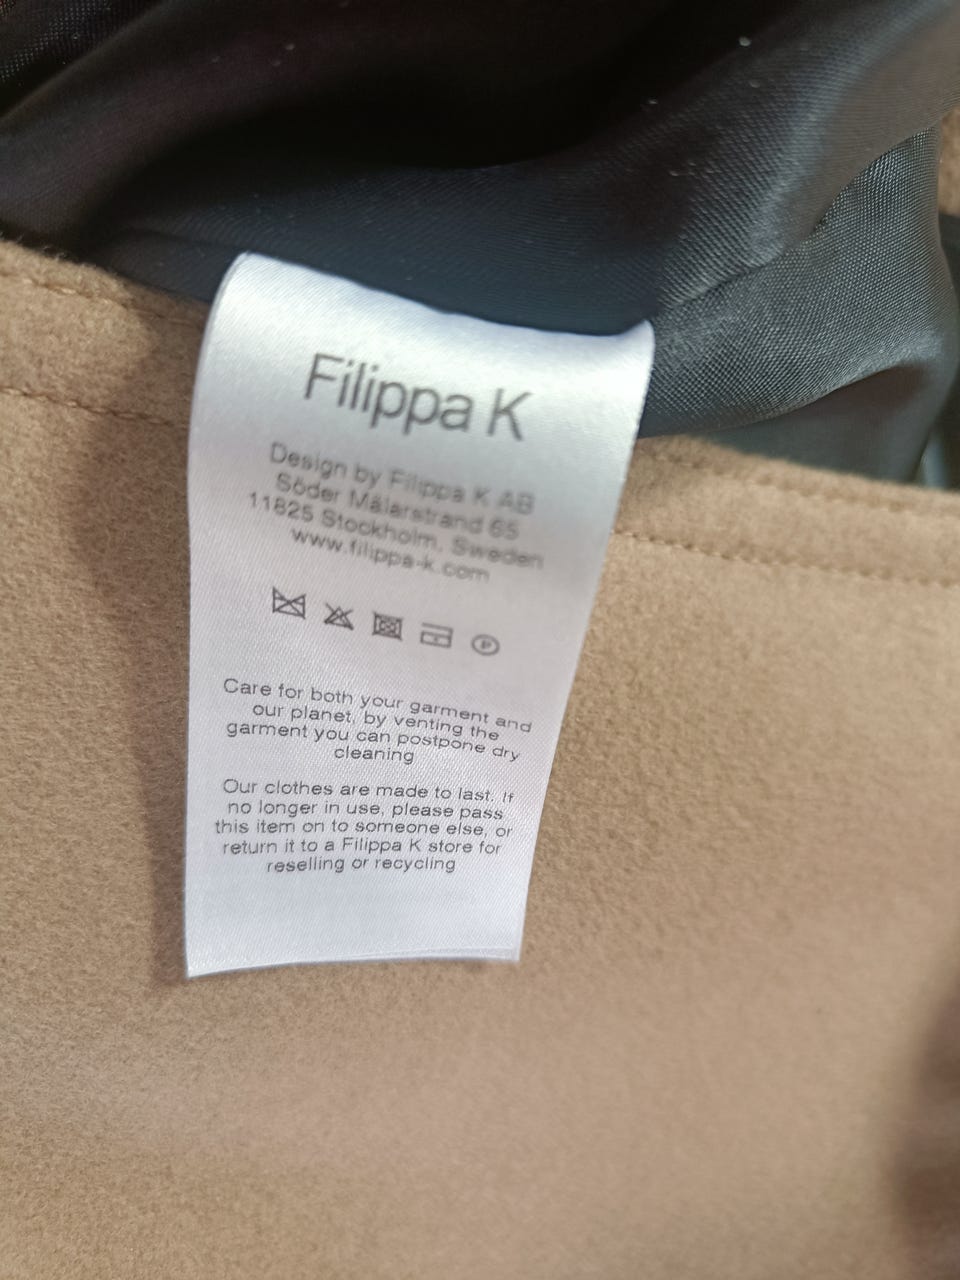 Filippa K
Design by Filippa K AB
Söder Mälarstrand 65
11825 Stockholm, Sweden
www.filippa-k.com
P
Care for both your garment and
our planet, by venting the
garment you can postpone dry
cleaning
Our clothes are made to last. If
no longer in use, please pass
this item on to someone else, or
return it to a Filippa K store for
reselling or recycling